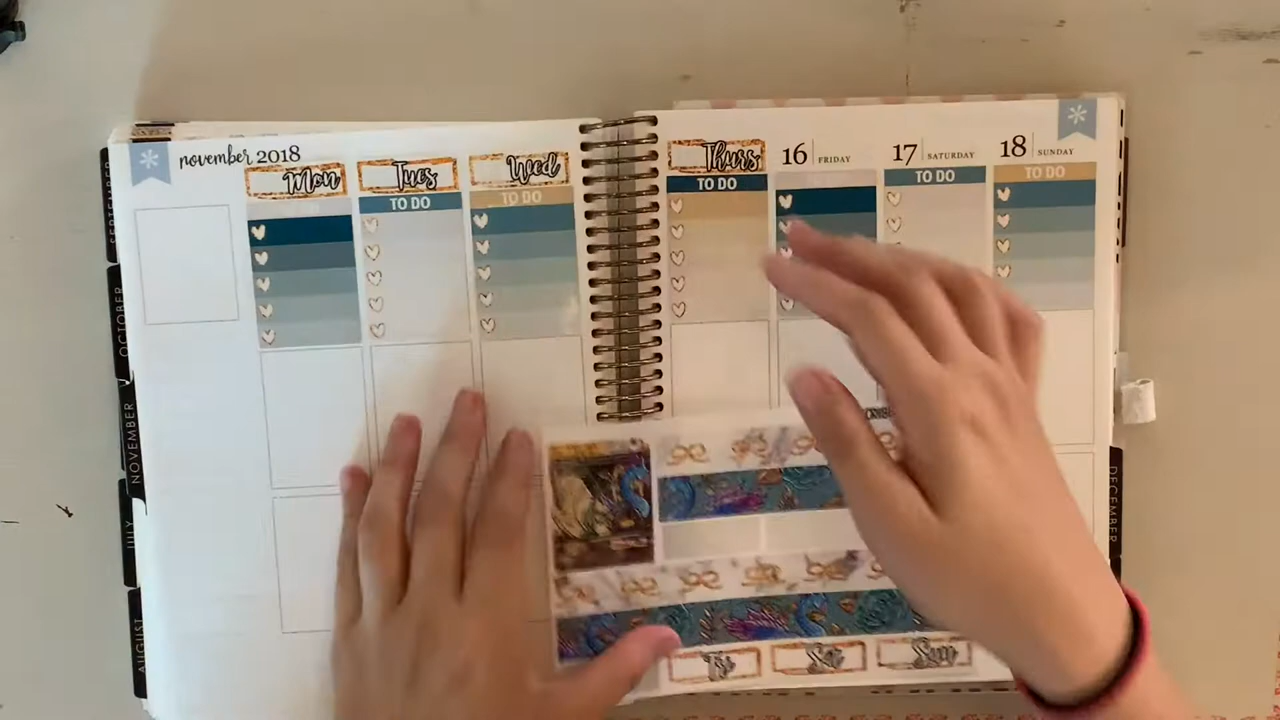 november 2018
Mon
Tues
Wed
Thurs
16 FRIDAY
17 SATURDAY
18 SUNDAY
TO DO
TO DO
TO DO
TO DO
TO DO
SEPTEMBER
OCTOBER
NOVEMBER
JULY
AUGUST
DECEMBER
Sat
Sun